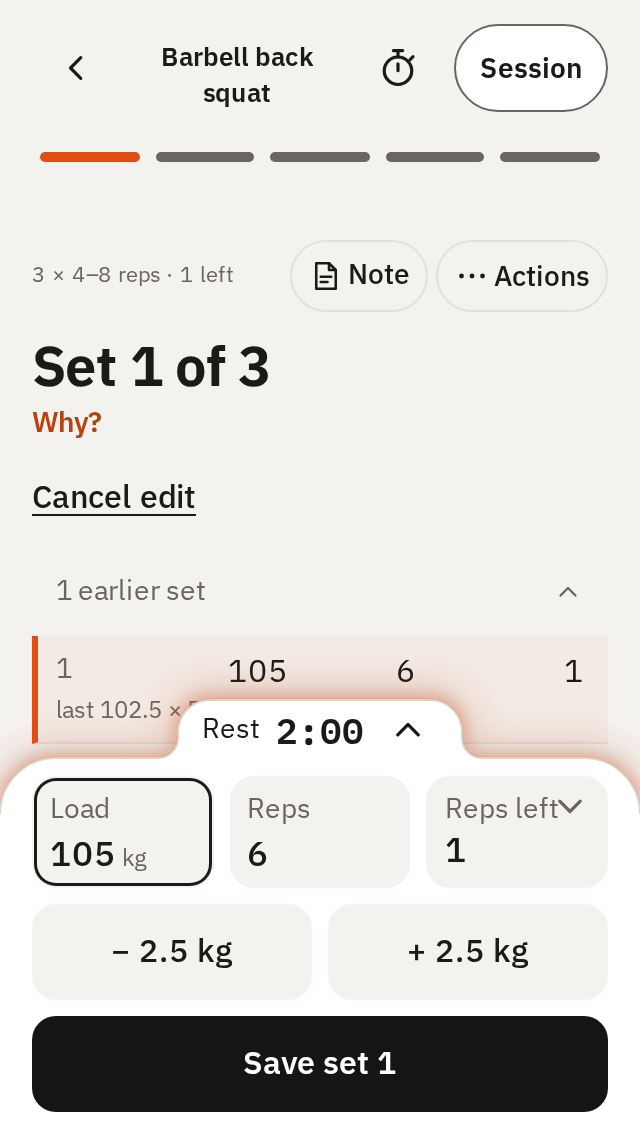 Barbell back
squat
Session
3 × 4–8 reps · 1 left
Note
··· Actions
Set 1 of 3
Why?
Cancel edit
1 earlier set
1 105 6 1
last 102.5 ×
Rest 2:00
Load
105 kg
Reps
6
Reps left
1
− 2.5 kg
+ 2.5 kg
Save set 1